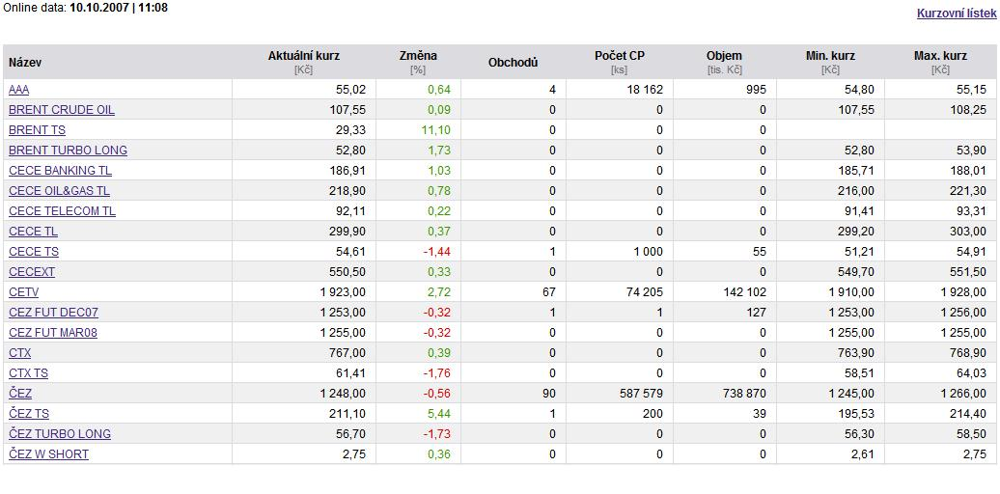 Online data: 10.10.2007 | 11:08
Kurzovní lístek
Název Aktuální kurz [Kč] Změna [%] Obchodů Počet CP [ks] Objem [tis. Kč] Min. kurz [Kč] Max. kurz [Kč]
AAA 55,02 0,64 4 18 162 995 54,80 55,15
BRENT CRUDE OIL 107,55 0,09 0 0 0 107,55 108,25
BRENT TS 29,33 11,10 0 0 0
BRENT TURBO LONG 52,80 1,73 0 0 0 52,80 53,90
CECE BANKING TL 186,91 1,03 0 0 0 185,71 188,01
CECE OIL&GAS TL 218,90 0,78 0 0 0 216,00 221,30
CECE TELECOM TL 92,11 0,22 0 0 0 91,41 93,31
CECE TL 299,90 0,37 0 0 0 299,20 303,00
CECE TS 54,61 -1,44 1 1 000 55 51,21 54,91
CECEXT 550,50 0,33 0 0 0 549,70 551,50
CETV 1 923,00 2,72 67 74 205 142 102 1 910,00 1 928,00
CEZ FUT DEC07 1 253,00 -0,32 1 1 127 1 253,00 1 256,00
CEZ FUT MAR08 1 255,00 -0,32 0 0 0 1 255,00 1 255,00
CTX 767,00 0,39 0 0 0 763,90 768,90
CTX TS 61,41 -1,76 0 0 0 58,51 64,03
ČEZ 1 248,00 -0,56 90 587 579 738 870 1 245,00 1 266,00
ČEZ TS 211,10 5,44 1 200 39 195,53 214,40
ČEZ TURBO LONG 56,70 -1,73 0 0 0 56,30 58,50
ČEZ W SHORT 2,75 0,36 0 0 0 2,61 2,75